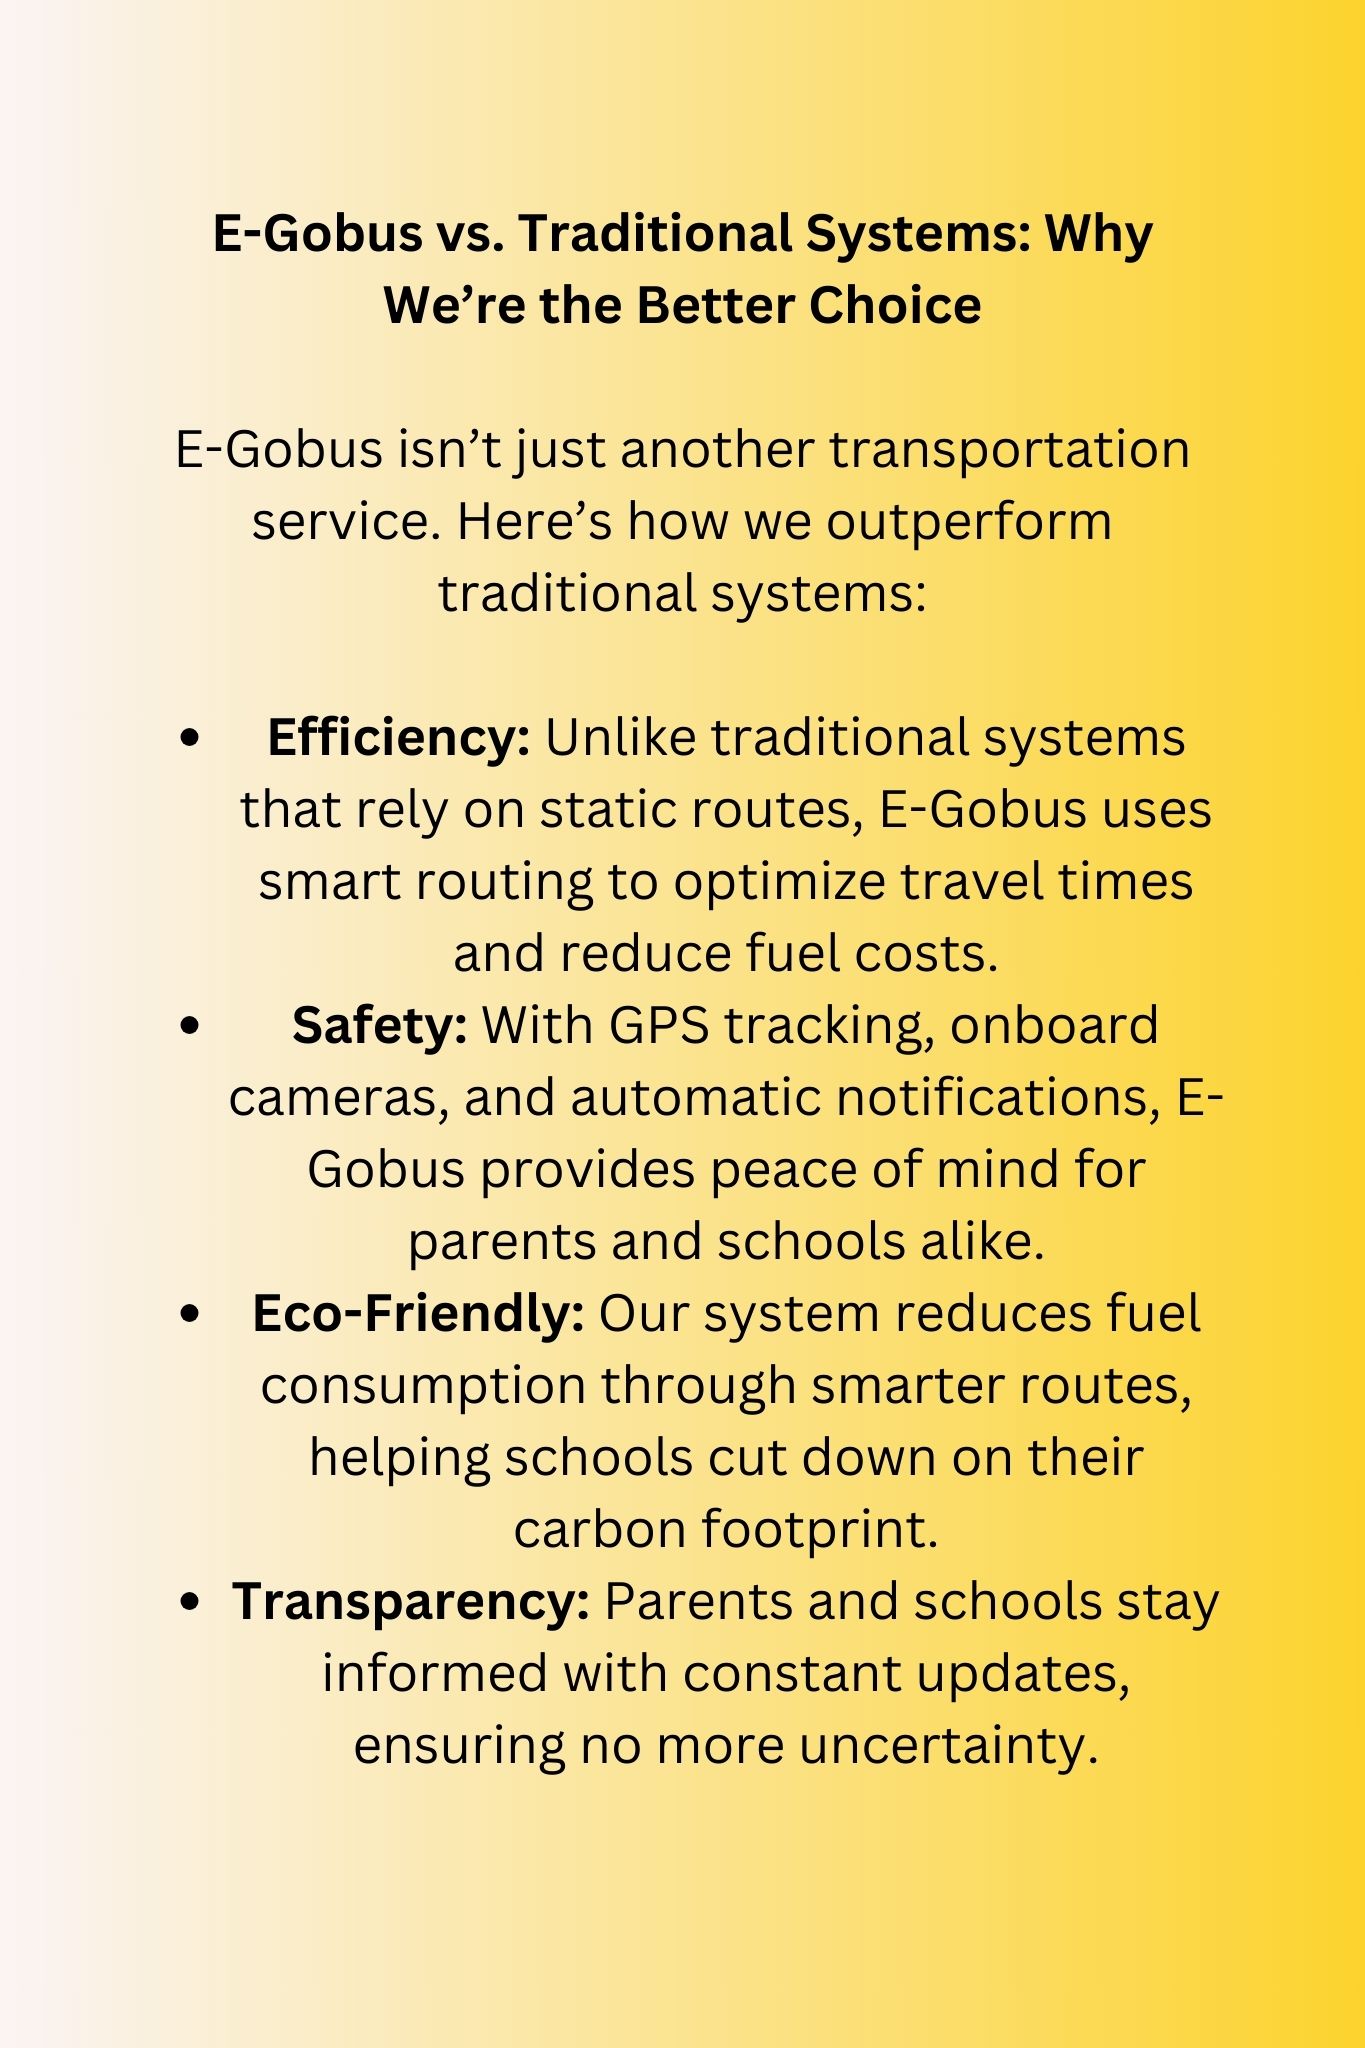 E-Gobus vs. Traditional Systems: Why
We’re the Better Choice
E-Gobus isn’t just another transportation
service. Here’s how we outperform
traditional systems:
• Efficiency: Unlike traditional systems
that rely on static routes, E-Gobus uses
smart routing to optimize travel times
and reduce fuel costs.
• Safety: With GPS tracking, onboard
cameras, and automatic notifications, E-
Gobus provides peace of mind for
parents and schools alike.
• Eco-Friendly: Our system reduces fuel
consumption through smarter routes,
helping schools cut down on their
carbon footprint.
• Transparency: Parents and schools stay
informed with constant updates,
ensuring no more uncertainty.